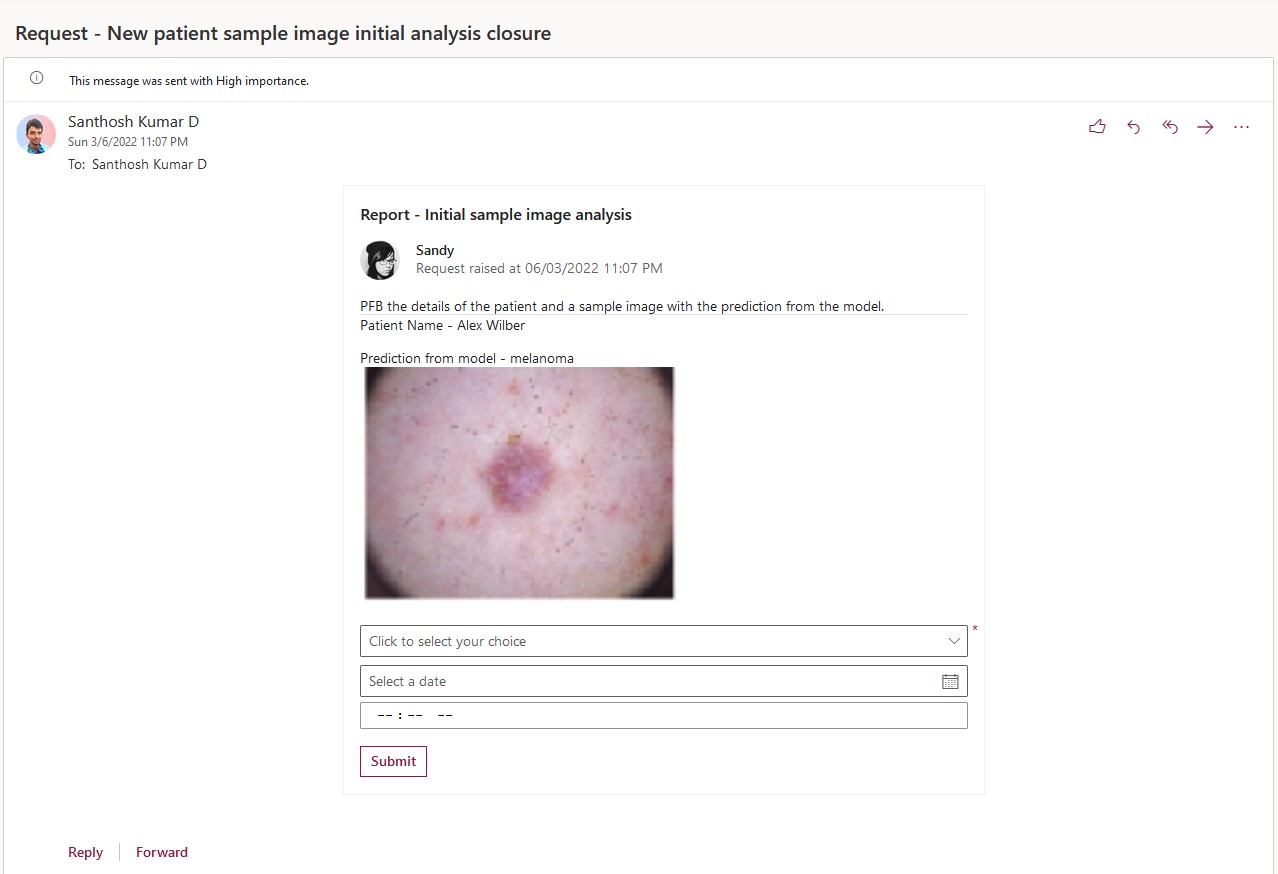 Request - New patient sample image initial analysis closure
This message was sent with High importance.
Santhosh Kumar D
Sun 3/6/2022 11:07 PM
To: Santhosh Kumar D
Report - Initial sample image analysis
Sandy
Request raised at 06/03/2022 11:07 PM
PFB the details of the patient and a sample image with the prediction from the model.
Patient Name - Alex Wilber
Prediction from model - melanoma
Click to select your choice
*
Select a date
-- : -- --
Submit
Reply
Forward